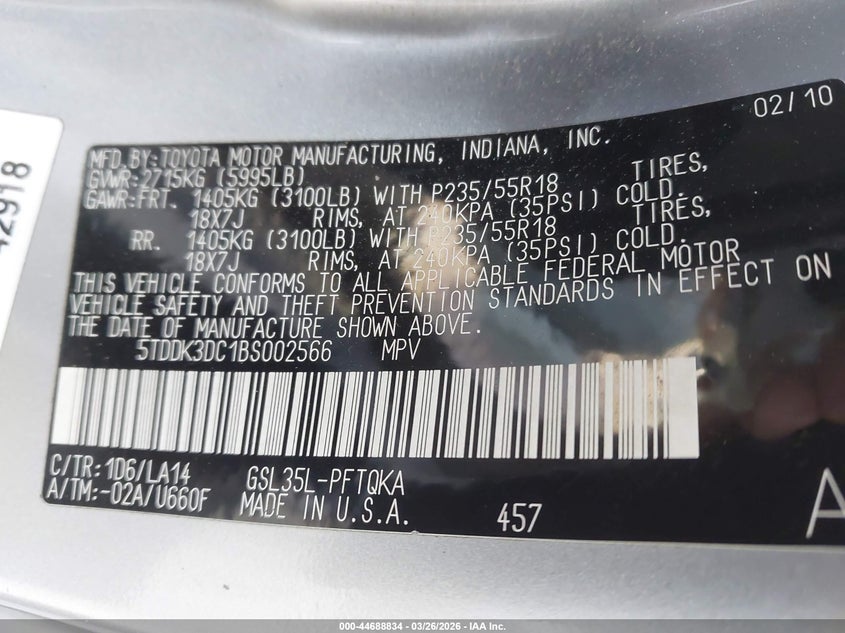 42918
02/10
MFD. BY: TOYOTA MOTOR MANUFACTURING, INDIANA, INC.
GVWR: 2715KG (5995LB)
GAWR: FRT. 1405KG (3100LB) WITH P235/55R18 TIRES,
18X7J RIMS, AT 240KPA (35PSI) COLD.
RR. 1405KG (3100LB) WITH P235/55R18 TIRES,
18X7J RIMS, AT 240KPA (35PSI) COLD.
THIS VEHICLE CONFORMS TO ALL APPLICABLE FEDERAL MOTOR
VEHICLE SAFETY AND THEFT PREVENTION STANDARDS IN EFFECT ON
THE DATE OF MANUFACTURE SHOWN ABOVE.
5TDDK3DC1BS002566 MPV
C/TR: 1D6/LA14 GSL35L-PFTQKA
A/TM: -02A/U660F MADE IN U.S.A. 457
A
000-44688834 | 03/26/2026 | IAA Inc.